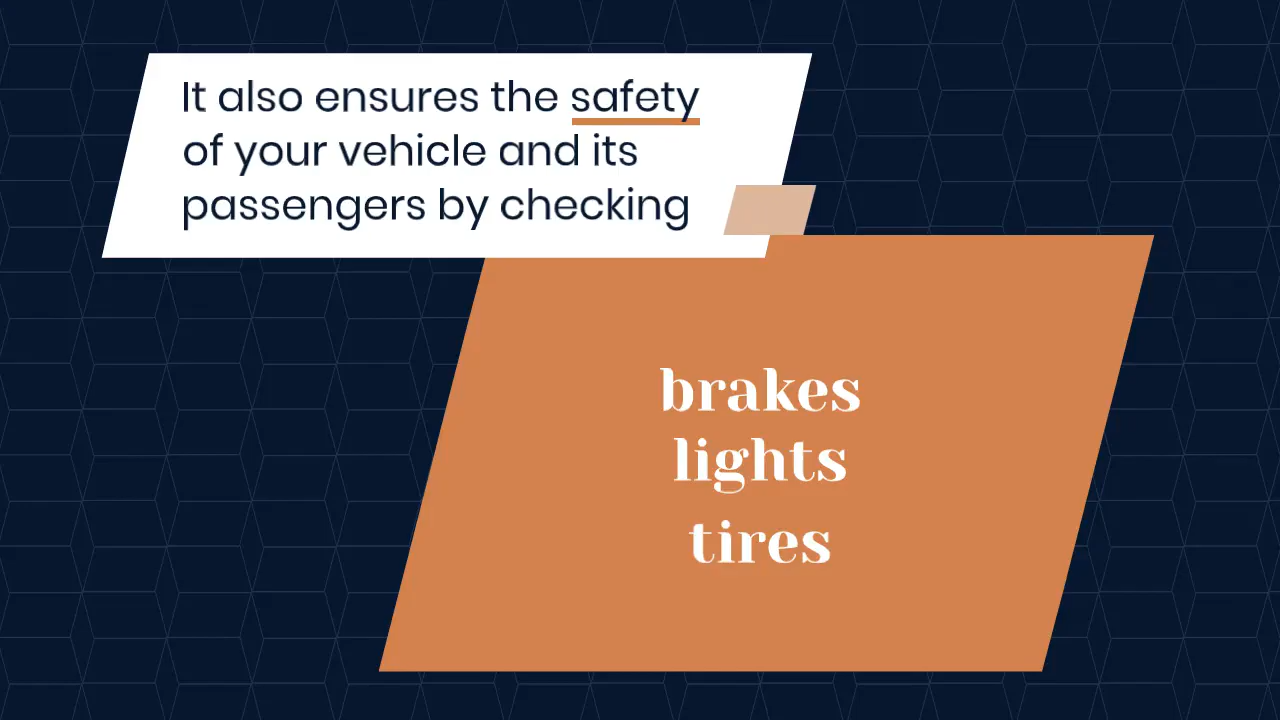 It also ensures the safety
of your vehicle and its
passengers by checking
brakes
lights
tires